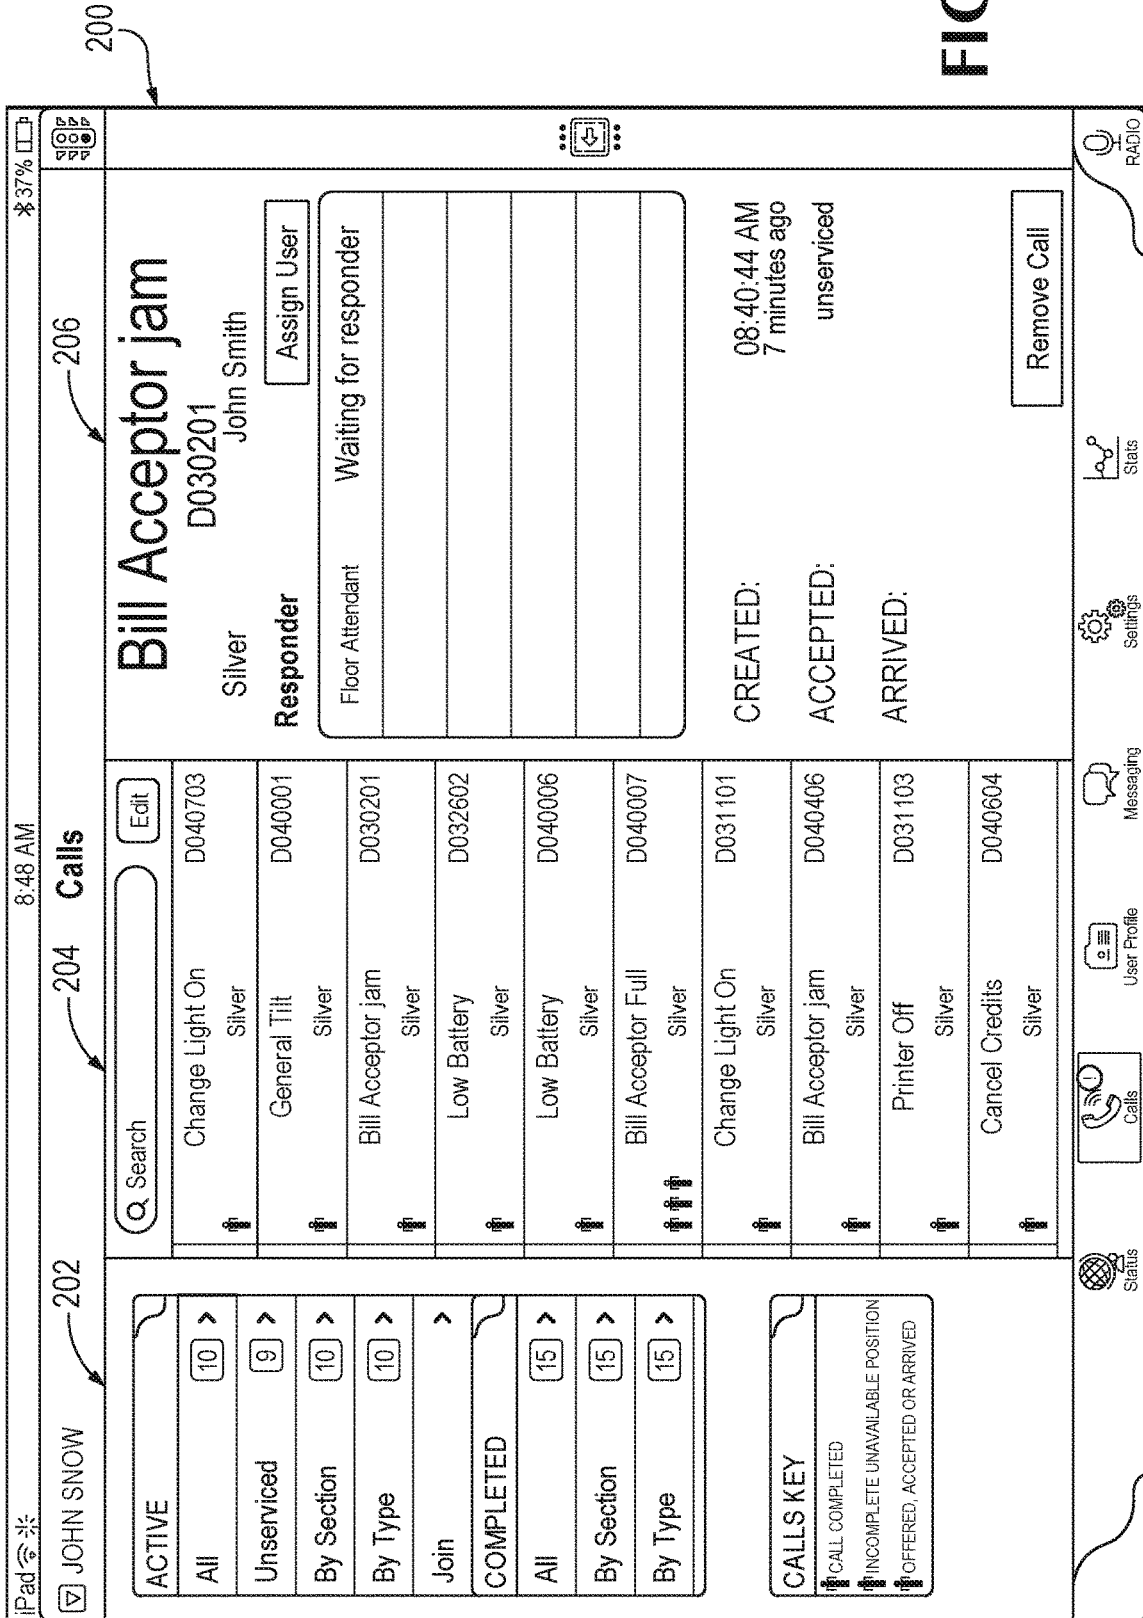 200
iPad
8:48 AM
37%
JOHN SNOW
202
204
Calls
206
ACTIVE
All 10 >
Unserviced 9 >
By Section 10 >
By Type 10 >
Join >
COMPLETED
All 15 >
By Section 15 >
By Type 15 >
CALLS KEY
CALL COMPLETED
INCOMPLETE UNAVAILABLE POSITION
OFFERED, ACCEPTED OR ARRIVED
Search
Edit
Change Light On D040703
Silver
General Tilt D040001
Silver
Bill Acceptor jam D030201
Silver
Low Battery D032602
Silver
Low Battery D040006
Silver
Bill Acceptor Full D040007
Silver
Change Light On D031101
Silver
Bill Acceptor jam D040406
Silver
Printer Off D031103
Silver
Cancel Credits D040604
Silver
Bill Acceptor jam
D030201
Silver John Smith
Responder Assign User
Floor Attendant Waiting for responder
CREATED: 08:40:44 AM
7 minutes ago
ACCEPTED: unserviced
ARRIVED:
Remove Call
Status
Calls
User Profile
Messaging
Settings
Stats
RADIO